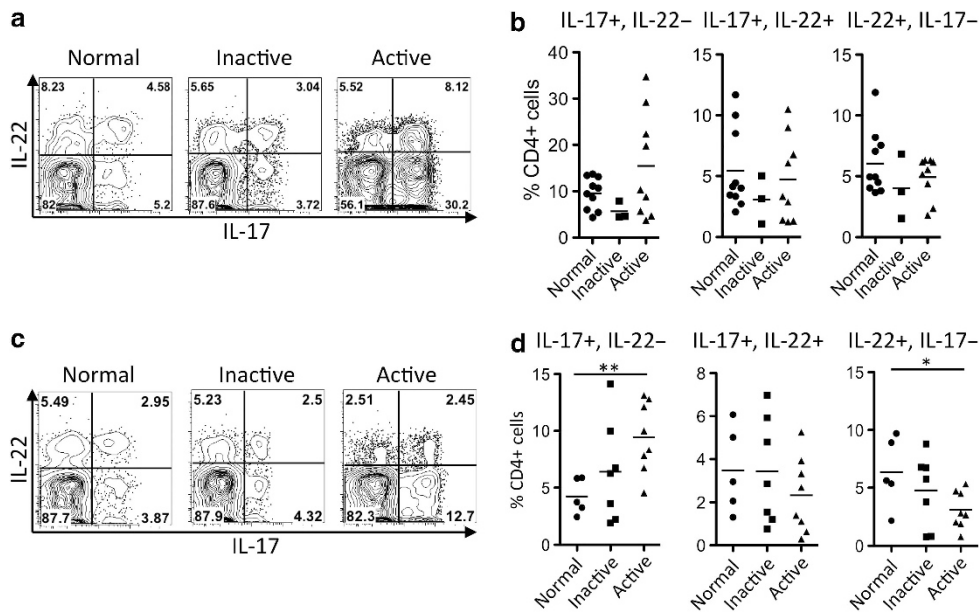 a
Normal Inactive Active
8.23 4.58 5.65 3.04 5.52 8.12
IL-22
82 5.2 87.6 3.72 56.1 30.2
IL-17
b
IL-17+, IL-22− IL-17+, IL-22+ IL-22+, IL-17−
% CD4+ cells
40 30 20 10 0
15 10 5 0
15 10 5 0
Normal Inactive Active Normal Inactive Active Normal Inactive Active
c
Normal Inactive Active
5.49 2.95 5.23 2.5 2.51 2.45
IL-22
87.7 3.87 87.9 4.32 82.3 12.7
IL-17
d
IL-17+, IL-22− IL-17+, IL-22+ IL-22+, IL-17−
** *
% CD4+ cells
15 10 5 0
8 6 4 2 0
15 10 5 0
Normal Inactive Active Normal Inactive Active Normal Inactive Active